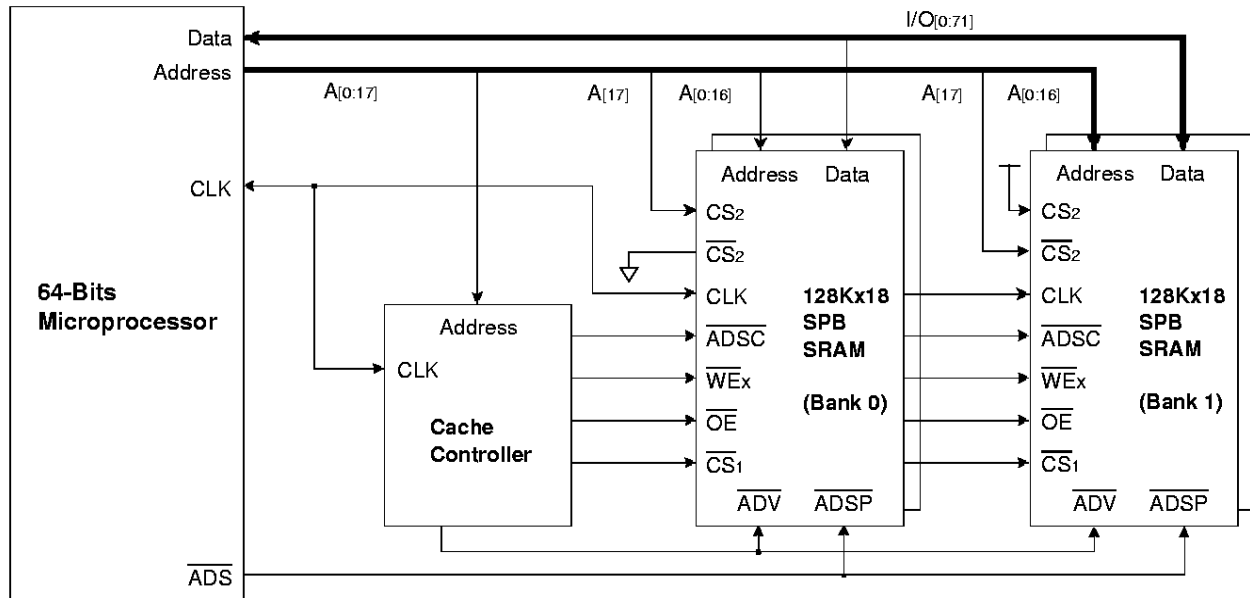 I/O[0:71]
Data
Address
A[0:17]
A[17]
A[0:16]
A[17]
A[0:16]
CLK
64-Bits
Microprocessor
ADS
Address
CLK
Cache
Controller
Address Data
CS2
CS2
CLK
ADSC
WEx
OE
CS1
128Kx18
SPB
SRAM
(Bank 0)
ADV ADSP
Address Data
CS2
CS2
CLK
ADSC
WEx
OE
CS1
128Kx18
SPB
SRAM
(Bank 1)
ADV ADSP